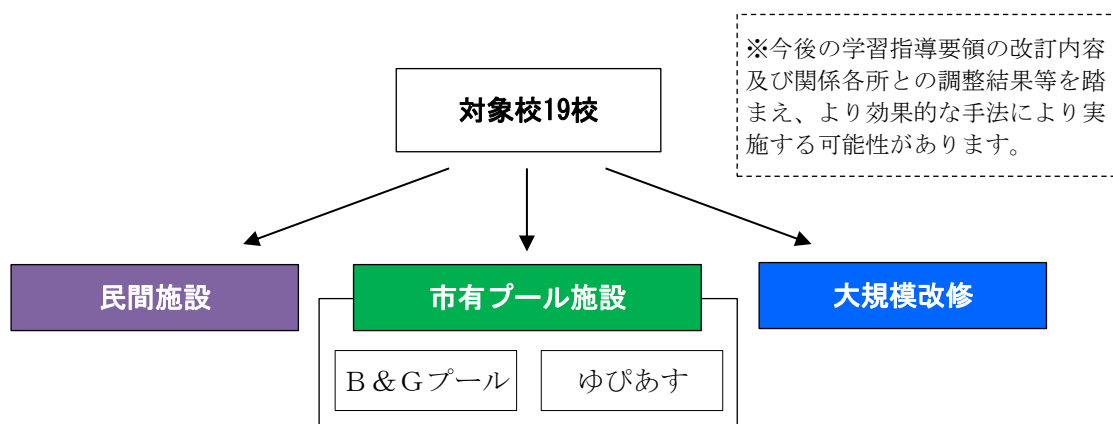 ※今後の学習指導要領の改訂内容
及び関係各所との調整結果等を踏
まえ、より効果的な手法により実
施する可能性があります。
対象校19校
民間施設
市有プール施設
大規模改修
Ｂ＆Ｇプール
ゆぴあす